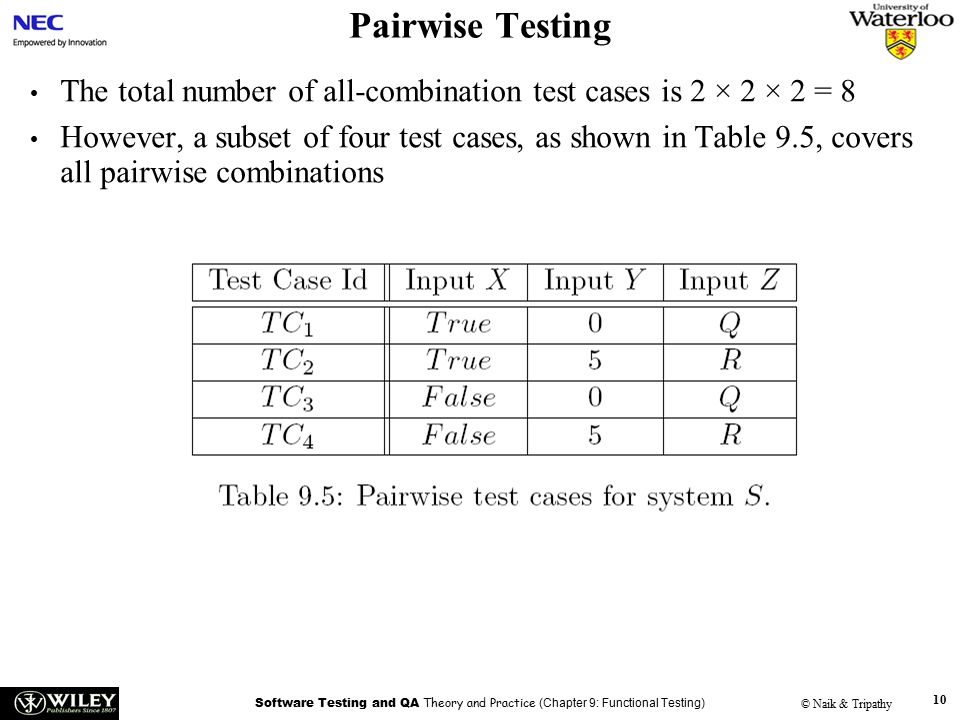 NEC
Empowered by Innovation
Pairwise Testing
University of
Waterloo
• The total number of all-combination test cases is 2 × 2 × 2 = 8
• However, a subset of four test cases, as shown in Table 9.5, covers
all pairwise combinations
Test Case Id Input X Input Y Input Z
TC1 True 0 Q
TC2 True 5 R
TC3 False 0 Q
TC4 False 5 R
Table 9.5: Pairwise test cases for system S.
WILEY
Publishers Since 1807
Software Testing and QA Theory and Practice (Chapter 9: Functional Testing)
© Naik & Tripathy
10